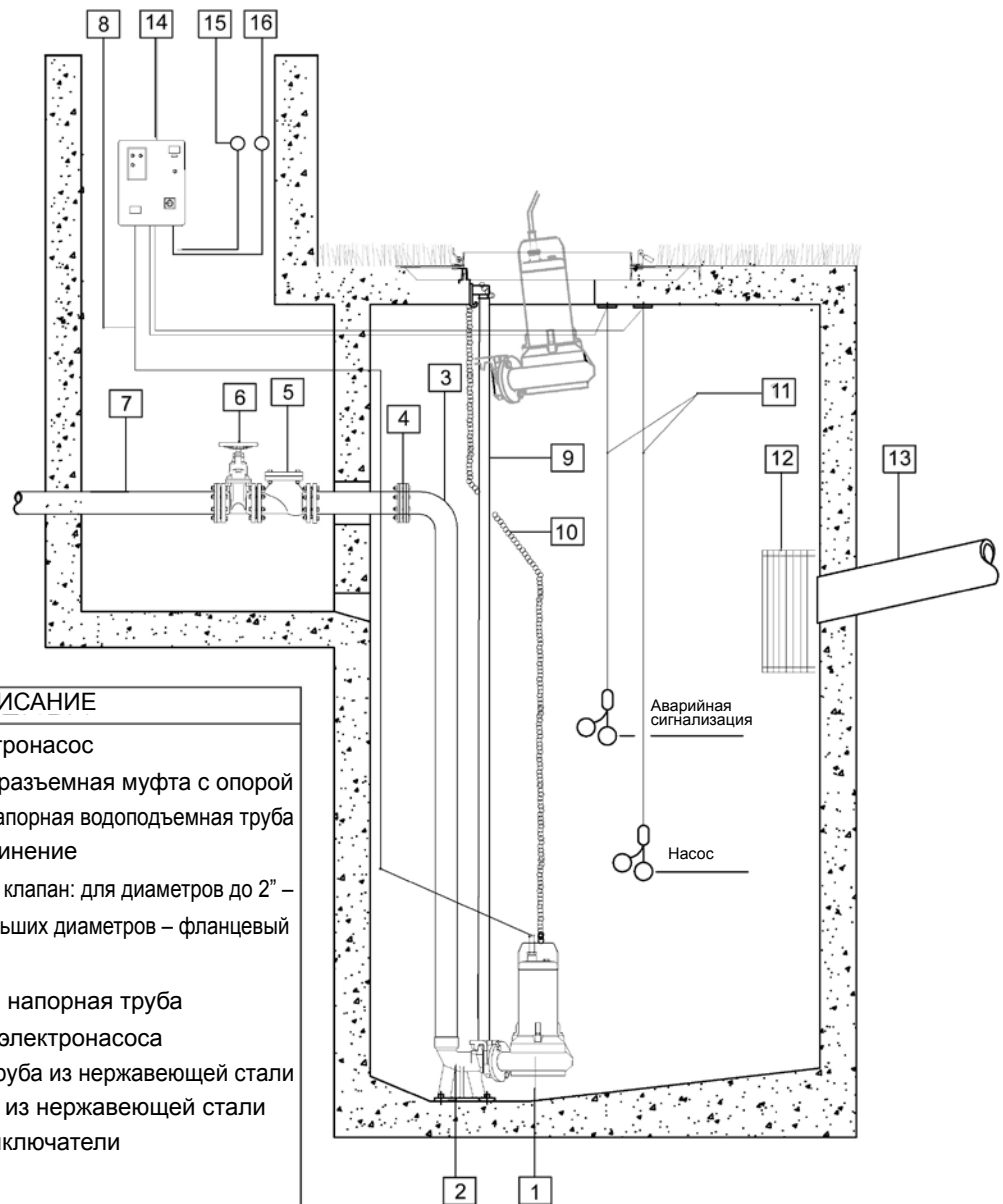 8 14 15 16
7
6
5
3
4
9
10
11
12
13
Аварийная
сигнализация
Насос
ИСАНИЕ
тронасос
разъемная муфта с опорой
апорная водоподъемная труба
инение
клапан: для диаметров до 2” –
ьших диаметров – фланцевый
напорная труба
электронасоса
руба из нержавеющей стали
из нержавеющей стали
ключатели
2 1